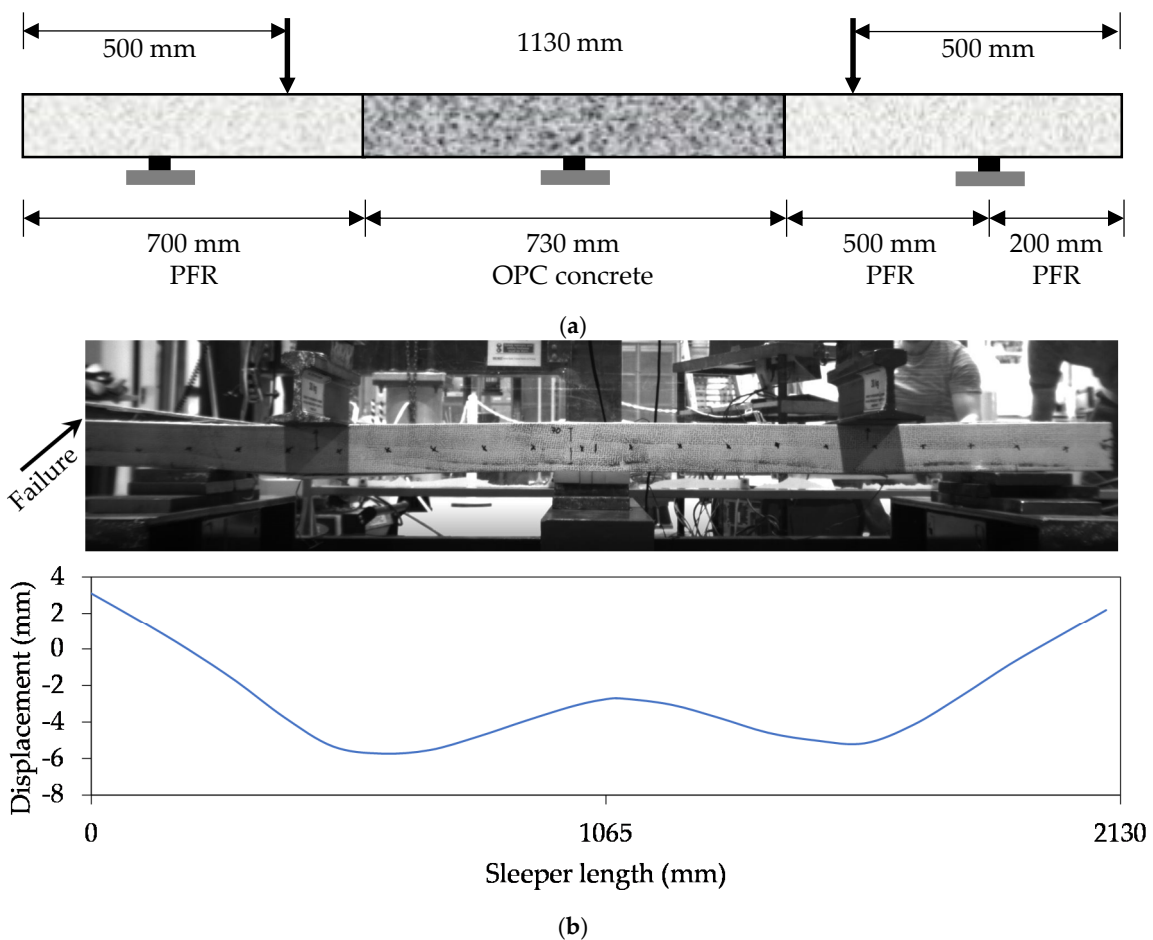 500 mm
1130 mm
500 mm
700 mm
PFR
730 mm
OPC concrete
500 mm
PFR
200 mm
PFR
(a)
Failure
Displacement (mm)
4
2
0
-2
-4
-6
-8
0
1065
2130
Sleeper length (mm)
(b)